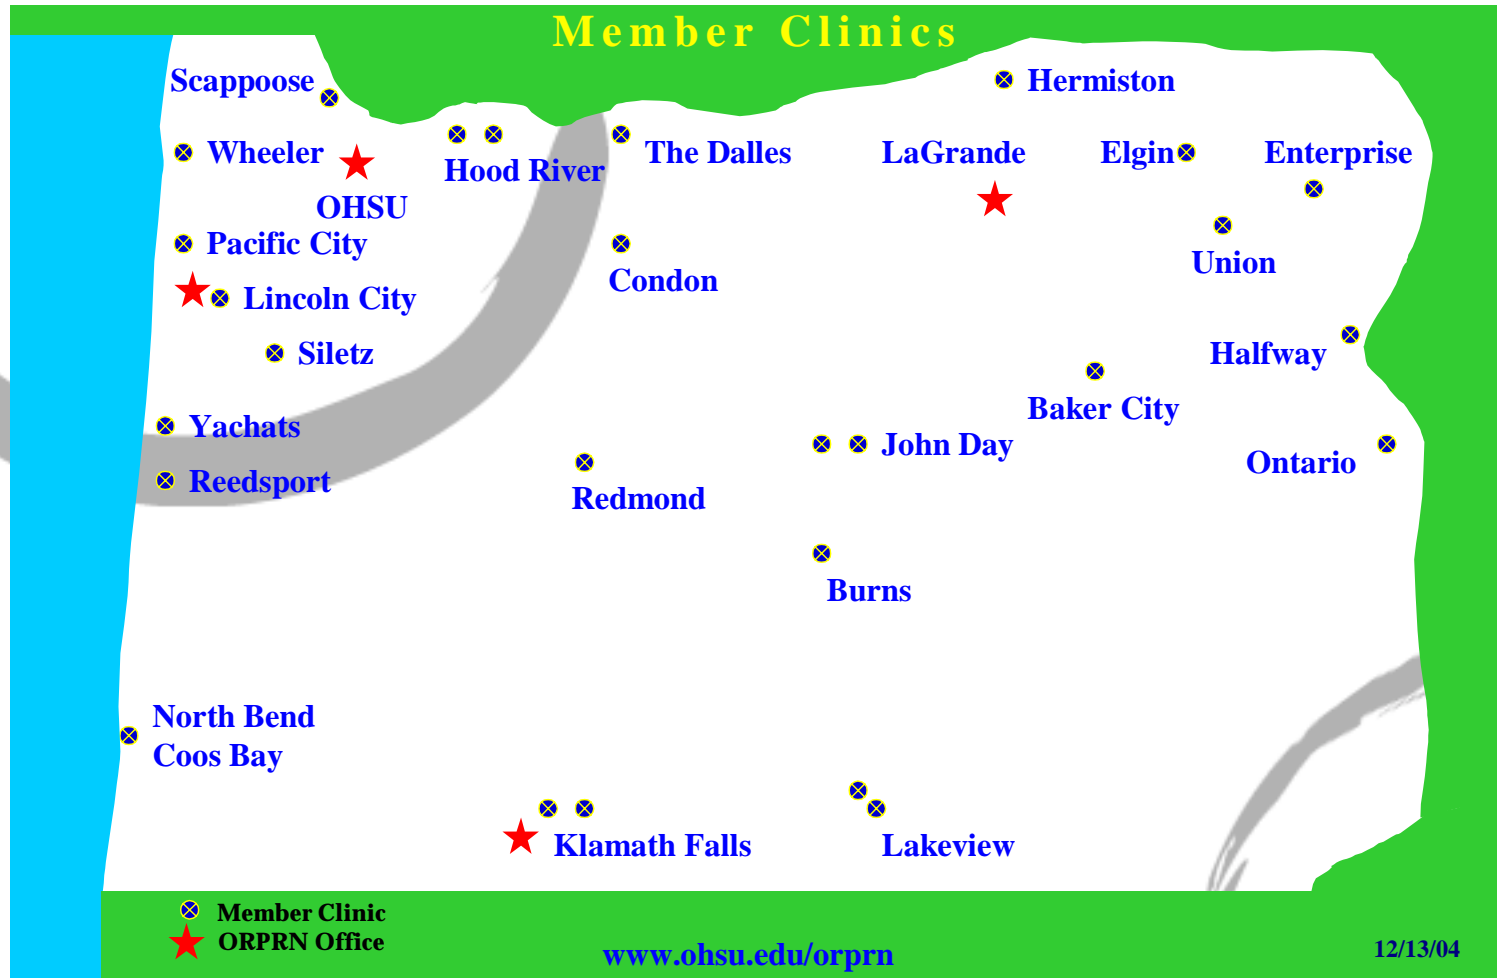 Member Clinics
Scappoose
Hermiston
Wheeler
The Dalles
LaGrande
Elgin
Enterprise
Hood River
OHSU
Pacific City
Union
Condon
Lincoln City
Siletz
Halfway
Baker City
Yachats
John Day
Ontario
Reedsport
Redmond
Burns
North Bend
Coos Bay
Klamath Falls
Lakeview
Member Clinic
ORPRN Office
www.ohsu.edu/orprn
12/13/04